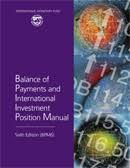 INTERNATIONAL MONETARY FUND
Balance of
Payments and
International
Investment
Position Manual
Sixth Edition (BPM6)